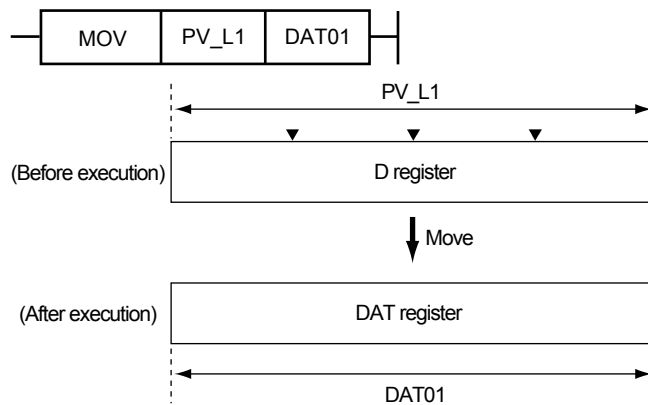 MOV PV_L1 DAT01
PV_L1
(Before execution) D register
Move
(After execution) DAT register
DAT01